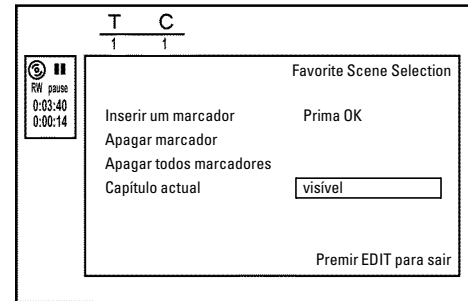 T C
1 1
RW pause
0:03:40
0:00:14
Favorite Scene Selection
Inserir um marcador Prima OK
Apagar marcador
Apagar todos marcadores
Capítulo actual visível
Premir EDIT para sair